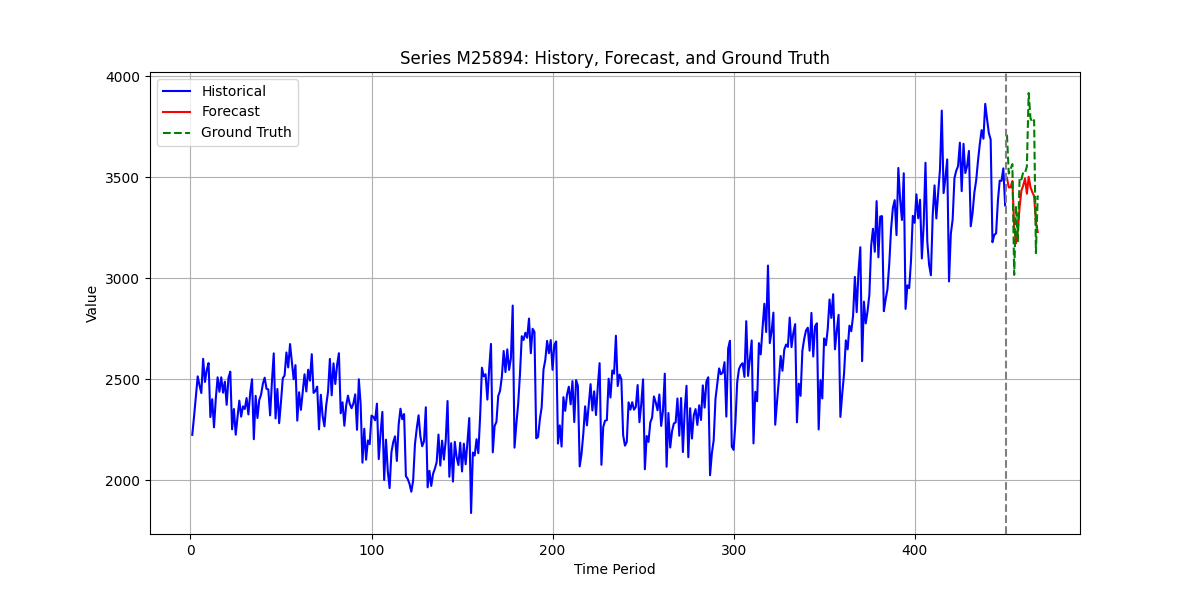 Series M25894: History, Forecast, and Ground Truth
Historical
Forecast
Ground Truth
Value
4000
3500
3000
2500
2000
0
100
200
300
400
Time Period